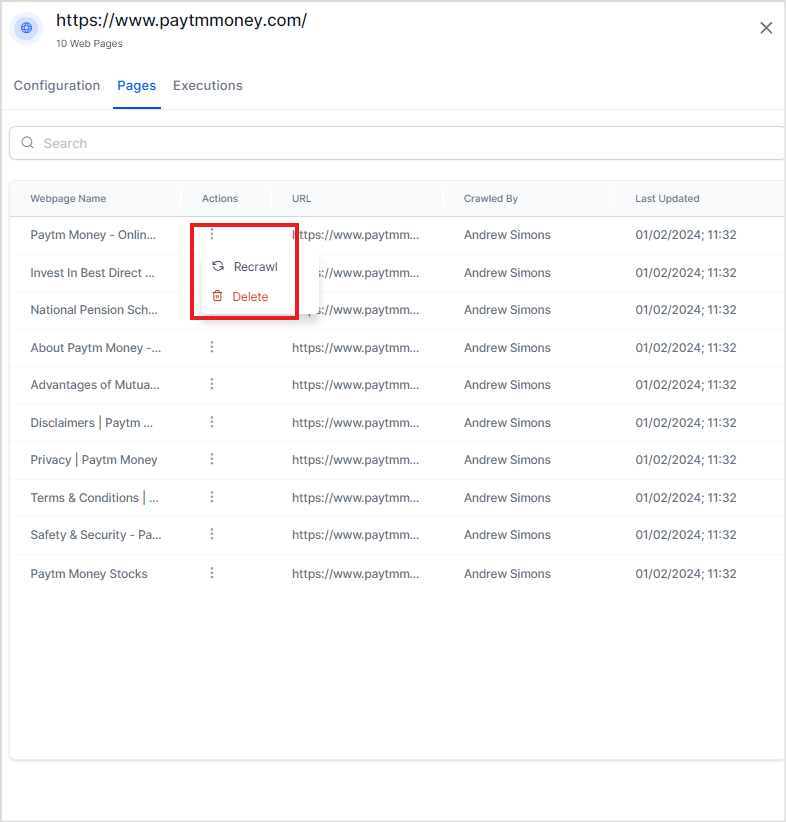 https://www.paytmmoney.com/
10 Web Pages
Configuration Pages Executions
Search
Webpage Name Actions URL Crawled By Last Updated
Paytm Money - Onlin... https://www.paytmm... Andrew Simons 01/02/2024; 11:32
Recrawl
Invest In Best Direct ... s://www.paytmm... Andrew Simons 01/02/2024; 11:32
Delete
National Pension Sch... s://www.paytmm... Andrew Simons 01/02/2024; 11:32
About Paytm Money -... https://www.paytmm... Andrew Simons 01/02/2024; 11:32
Advantages of Mutua... https://www.paytmm... Andrew Simons 01/02/2024; 11:32
Disclaimers | Paytm ... https://www.paytmm... Andrew Simons 01/02/2024; 11:32
Privacy | Paytm Money https://www.paytmm... Andrew Simons 01/02/2024; 11:32
Terms & Conditions | ... https://www.paytmm... Andrew Simons 01/02/2024; 11:32
Safety & Security - Pa... https://www.paytmm... Andrew Simons 01/02/2024; 11:32
Paytm Money Stocks https://www.paytmm... Andrew Simons 01/02/2024; 11:32